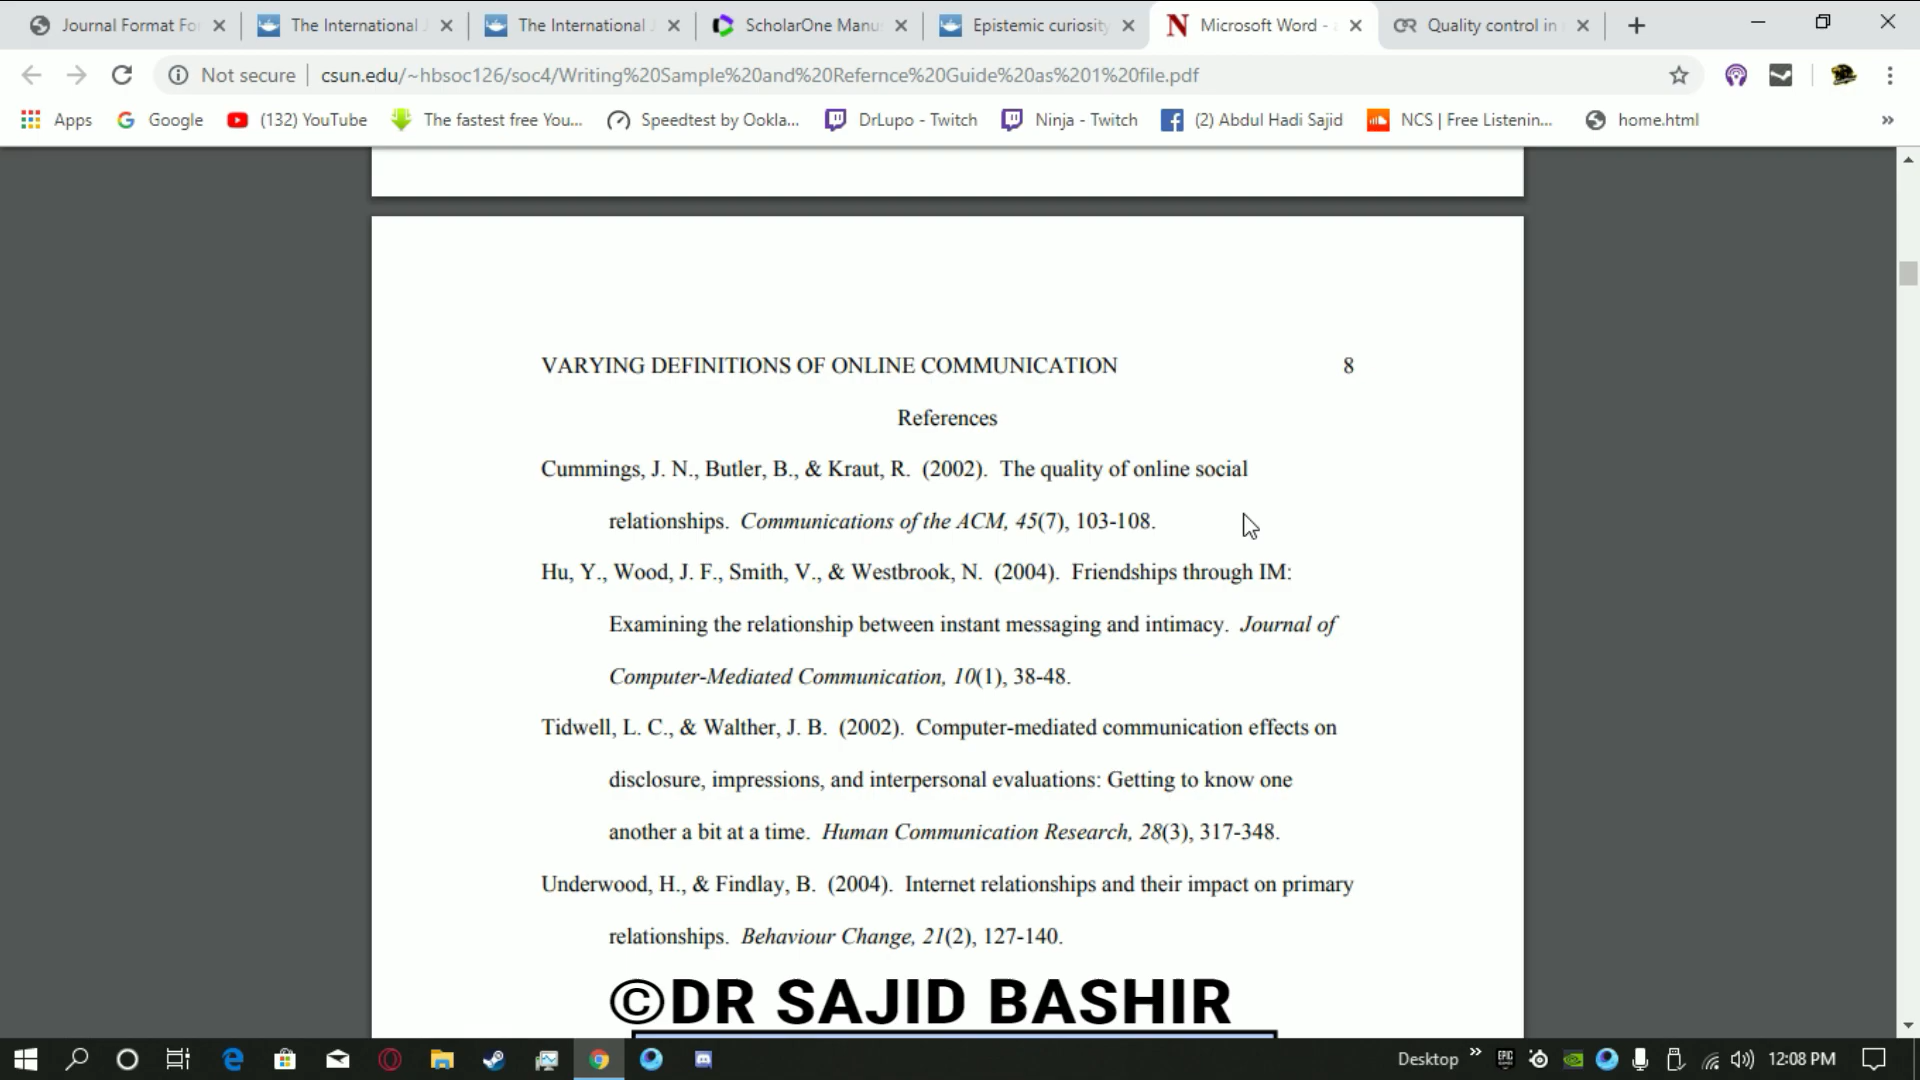 Journal Format Fo
The International J
The International J
ScholarOne Manu
Epistemic curiosity
Microsoft Word -
Quality control in
Not secure
csun.edu/~hbsoc126/soc4/Writing%20Sample%20and%20Refernce%20Guide%20as%201%20file.pdf
Apps
Google
(132) YouTube
The fastest free You...
Speedtest by Ookla...
DrLupo - Twitch
Ninja - Twitch
(2) Abdul Hadi Sajid
NCS | Free Listenin...
home.html
VARYING DEFINITIONS OF ONLINE COMMUNICATION 8
References
Cummings, J. N., Butler, B., & Kraut, R. (2002). The quality of online social
relationships. Communications of the ACM, 45(7), 103-108.
Hu, Y., Wood, J. F., Smith, V., & Westbrook, N. (2004). Friendships through IM:
Examining the relationship between instant messaging and intimacy. Journal of
Computer-Mediated Communication, 10(1), 38-48.
Tidwell, L. C., & Walther, J. B. (2002). Computer-mediated communication effects on
disclosure, impressions, and interpersonal evaluations: Getting to know one
another a bit at a time. Human Communication Research, 28(3), 317-348.
Underwood, H., & Findlay, B. (2004). Internet relationships and their impact on primary
relationships. Behaviour Change, 21(2), 127-140.
©DR SAJID BASHIR
Desktop
12:08 PM